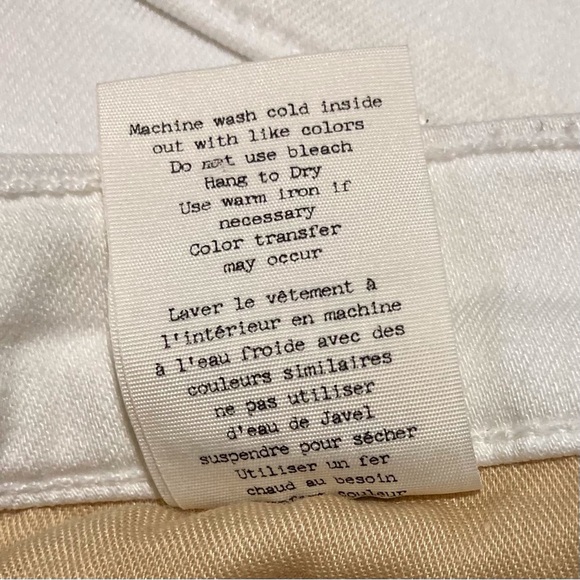 Machine wash cold inside
out with like colors
Do not use bleach
Hang to Dry
Use warm iron if
necessary
Color transfer
may occur
Laver le vêtement à
l'intérieur en machine
à l'eau froide avec des
couleurs similaires
ne pas utiliser
d'eau de Javel
suspendre pour sécher
Utiliser un fer
chaud au besoin
couleur